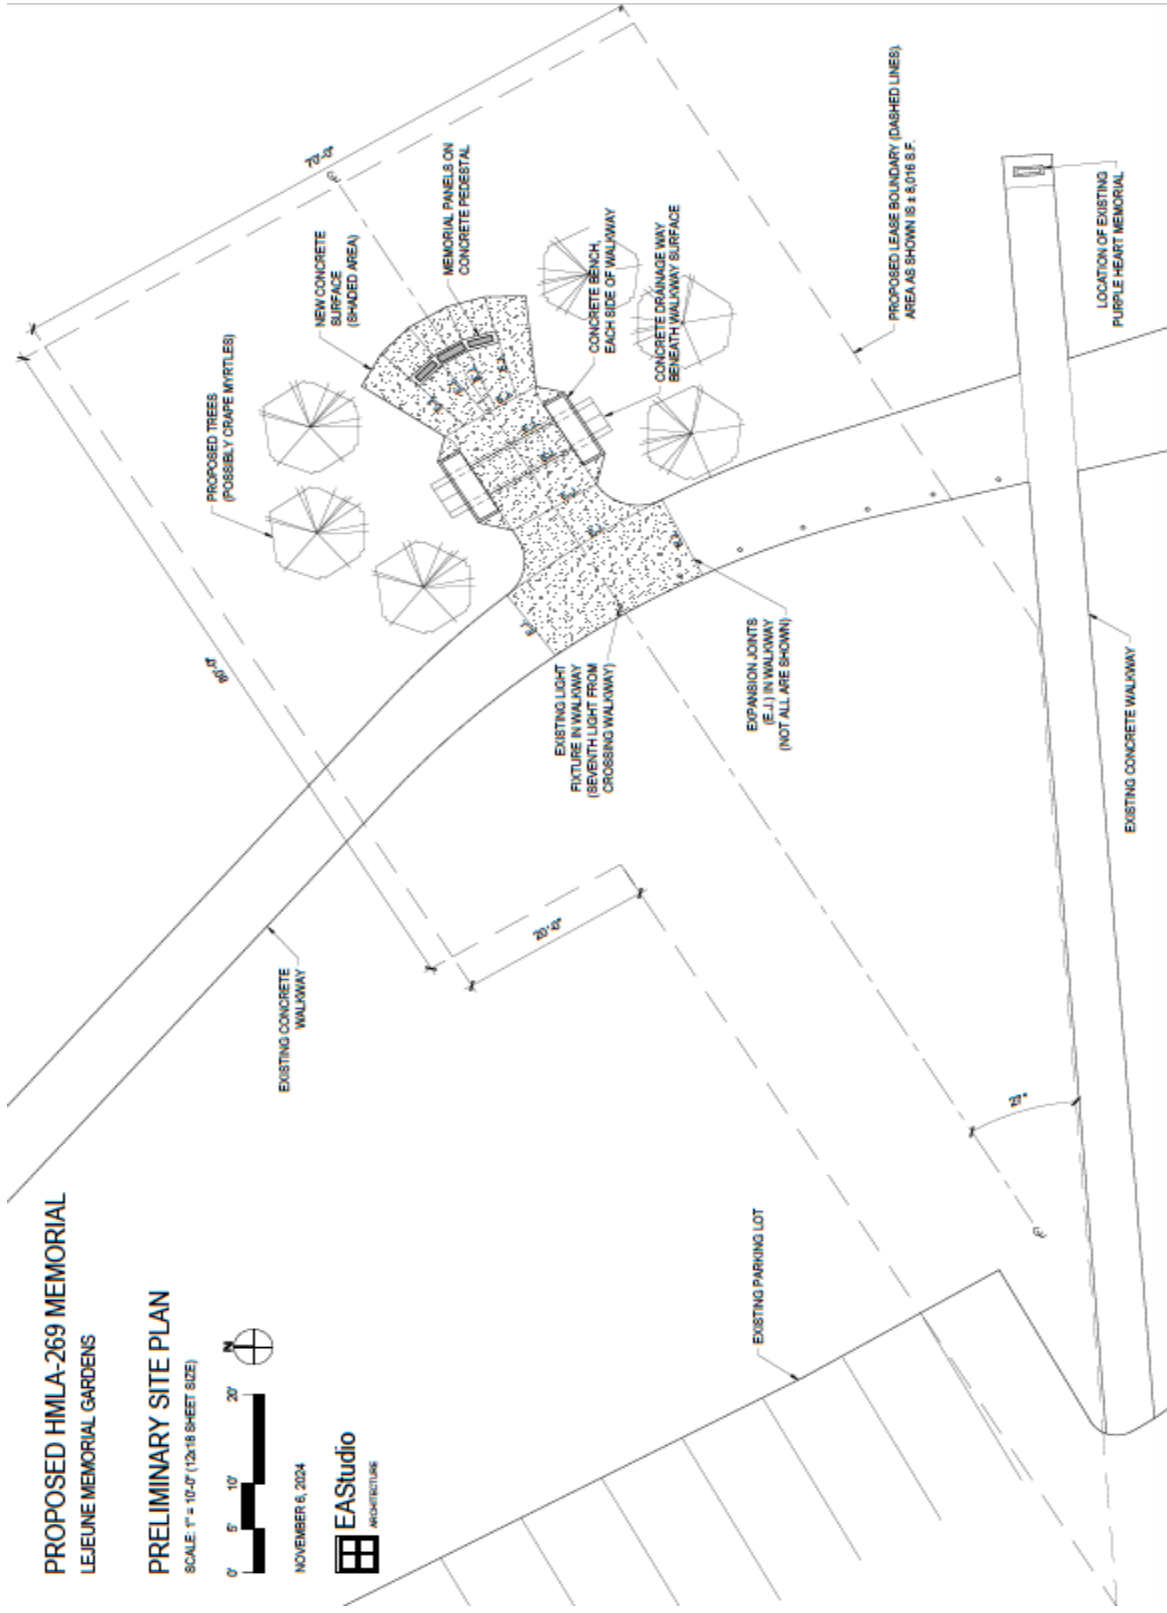 PROPOSED HMLA-269 MEMORIAL
LEJEUNE MEMORIAL GARDENS
PRELIMINARY SITE PLAN
SCALE: 1" = 10'-0" (12x18 SHEET SIZE)
0'
5'
10'
20'
N
NOVEMBER 6, 2024
EAStudio
ARCHITECTURE
EXISTING CONCRETE
WALKWAY
80'-0"
PROPOSED TREES
(POSSIBLY CRAPE MYRTLES)
NEW CONCRETE
SURFACE
(SHADED AREA)
70'-0"
MEMORIAL PANELS ON
CONCRETE PEDESTAL
CONCRETE BENCH,
EACH SIDE OF WALKWAY
CONCRETE DRAINAGE WAY
BENEATH WALKWAY SURFACE
PROPOSED LEASE BOUNDARY (DASHED LINES).
AREA AS SHOWN IS ± 8,016 S.F.
LOCATION OF EXISTING
PURPLE HEART MEMORIAL
E.J.
E.J.
E.J.
E.J.
E.J.
E.J.
E.J.
E.J.
E.J.
E.J.
E.J.
20'-0"
EXISTING LIGHT
FIXTURE IN WALKWAY
(SEVENTH LIGHT FROM
CROSSING WALKWAY)
EXPANSION JOINTS
(E.J.) IN WALKWAY
(NOT ALL ARE SHOWN)
EXISTING CONCRETE WALKWAY
EXISTING PARKING LOT